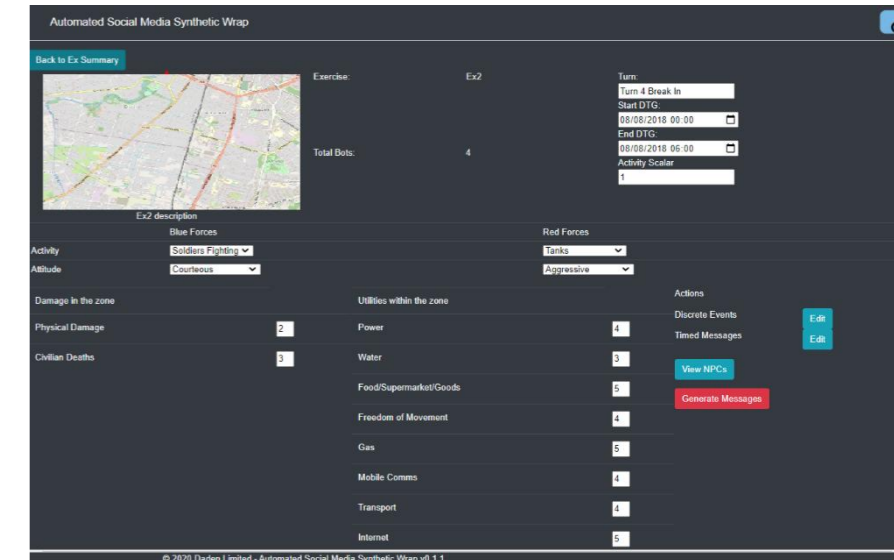 Automated Social Media Synthetic Wrap
Back to Ex Summary
Exercise: Ex2 Turn:
Turn 4 Break In
Start DTG:
08/08/2018 00:00
End DTG:
Total Bots: 4 08/08/2018 06:00
Activity Scalar
1
Ex2 description
Blue Forces Red Forces
Activity Soldiers Fighting Tanks
Attitude Courteous Aggressive
Damage in the zone Utilities within the zone Actions
Physical Damage 2 Power 4 Discrete Events Edit
Timed Messages Edit
Civilian Deaths 3 Water 3
View NPCs
Food/Supermarket/Goods 5
Generate Messages
Freedom of Movement 4
Gas 5
Mobile Comms 4
Transport 4
Internet 5
© 2020 Daden Limited - Automated Social Media Synthetic Wrap v0.1.1